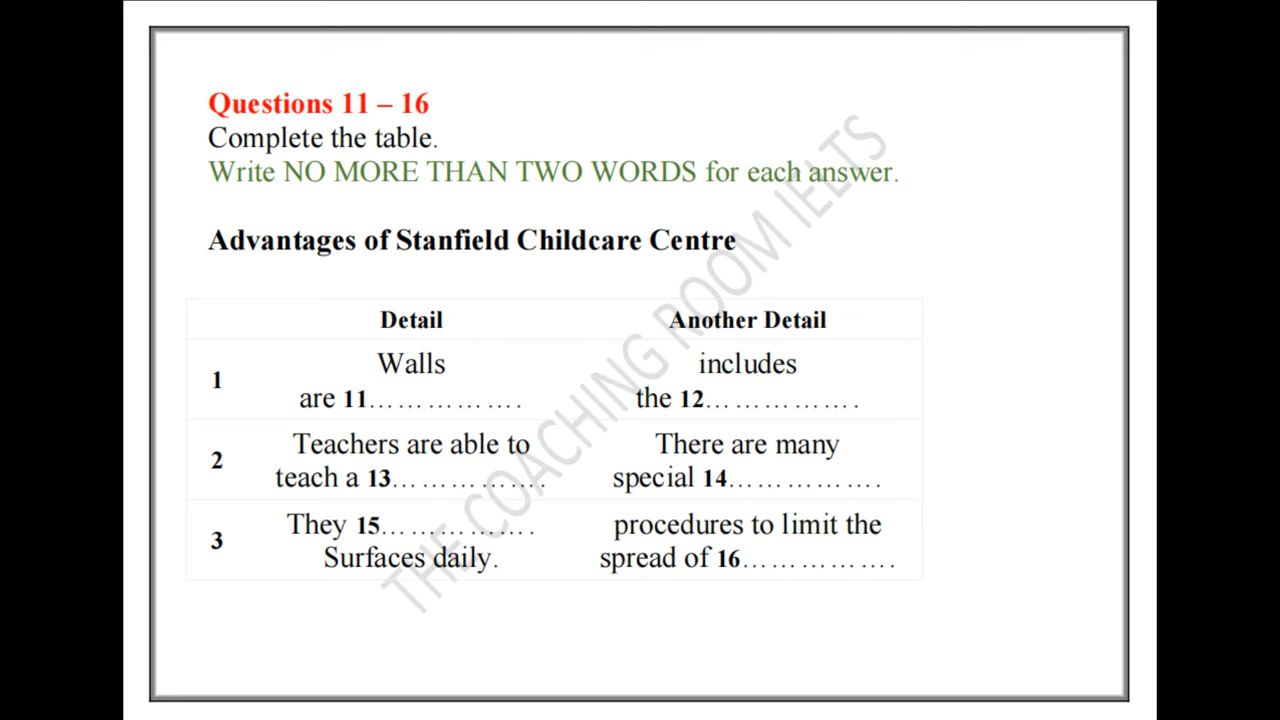 Questions 11 – 16
Complete the table.
Write NO MORE THAN TWO WORDS for each answer.
Advantages of Stanfield Childcare Centre
Detail Another Detail
1
Walls
are 11……………….
includes
the 12……………….
2
Teachers are able to
teach a 13……………….
There are many
special 14……………….
3
They 15……………….
Surfaces daily.
procedures to limit the
spread of 16……………….
THE COACHING ROOM IELTS